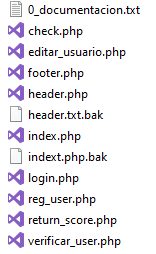 0_documentacion.txt
check.php
editar_usuario.php
footer.php
header.php
header.txt.bak
index.php
indext.php.bak
login.php
reg_user.php
return_score.php
verificar_user.php